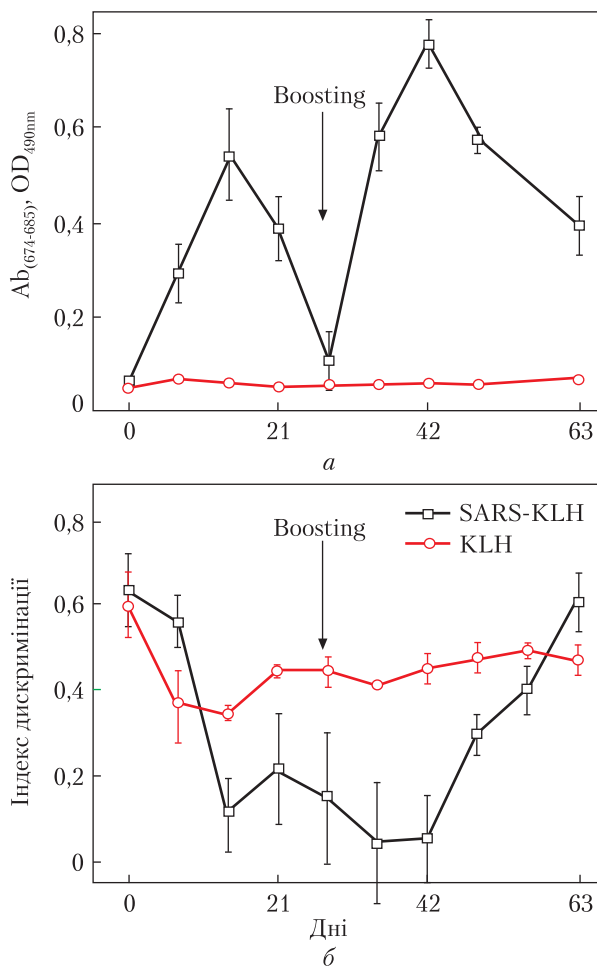 0,8
0,6
0,4
0,2
0
Ab(674-685), OD490nm
Boosting
0 21 42 63
а
0,8
0,6
0,4
0,2
0
Індекс дискримінації
Boosting
SARS-KLH
KLH
0 21 42 63
Дні
б